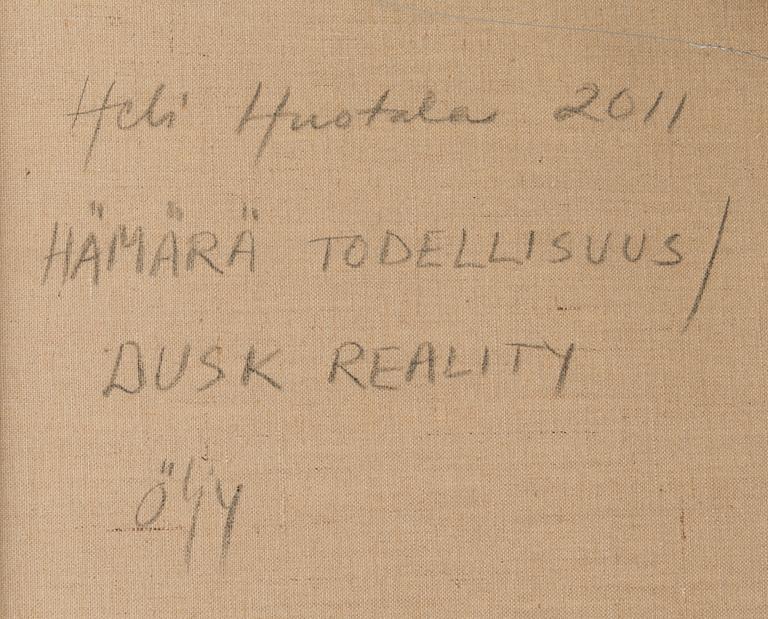 Heli Huotala 2011
HÄMÄRÄ TODELLISUUS/
DUSK REALITY
Öljy